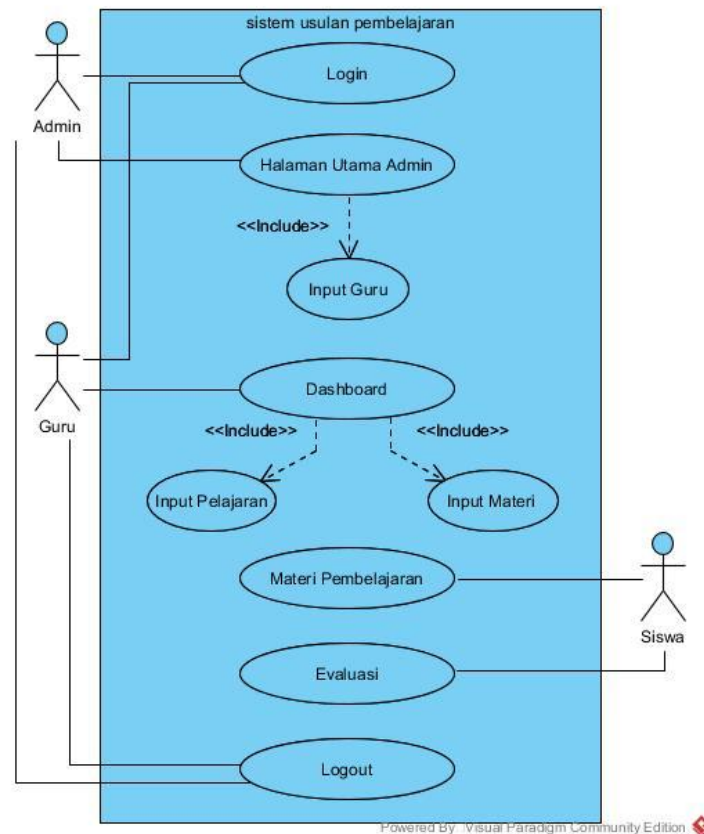 sistem usulan pembelajaran
Login
Admin
Halaman Utama Admin
<<Include>>
Input Guru
Dashboard
Guru
<<Include>>
<<Include>>
Input Pelajaran
Input Materi
Materi Pembelajaran
Siswa
Evaluasi
Logout
Powered By Visual Paradigm Community Edition